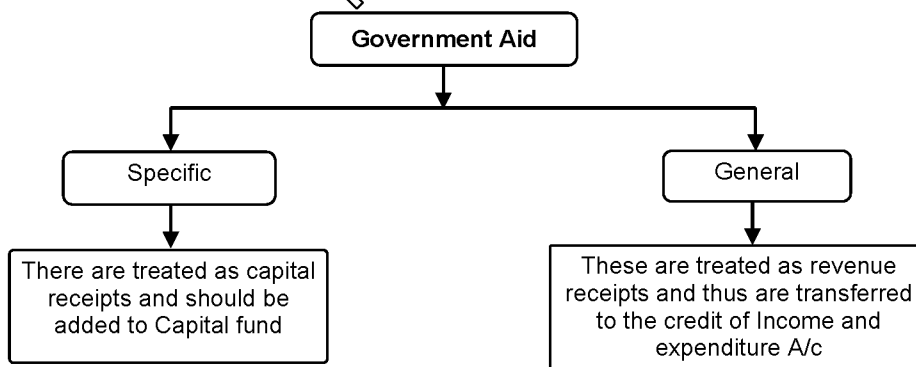 Government Aid
Specific
General
There are treated as capital
receipts and should be
added to Capital fund
These are treated as revenue
receipts and thus are transferred
to the credit of Income and
expenditure A/c